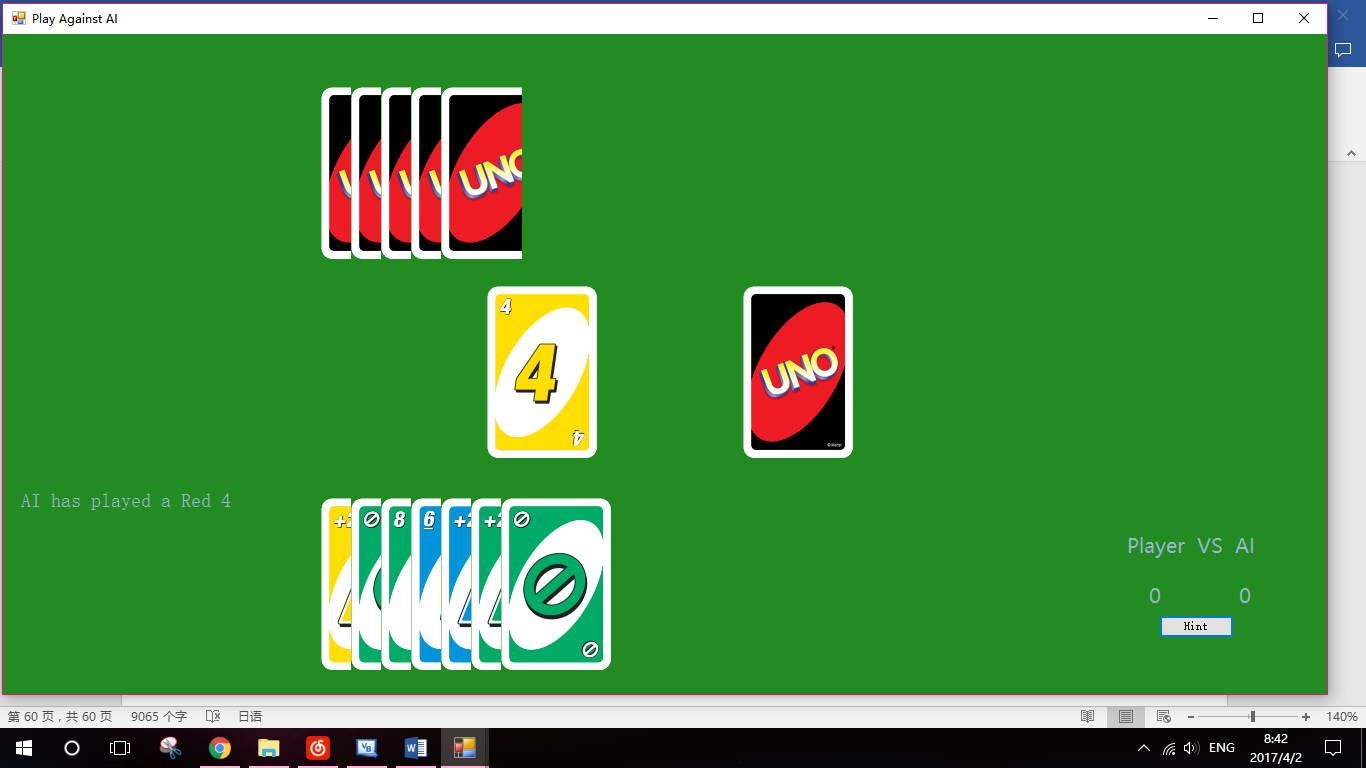 Play Against AI
UNO
4
4
4
UNO
©Mattel
AI has played a Red 4
+2
8
6
+2
+2
Player VS AI
0 0
Hint
第 60 页，共 60 页 9065 个字 日语 140%
ENG
8:42
2017/4/2